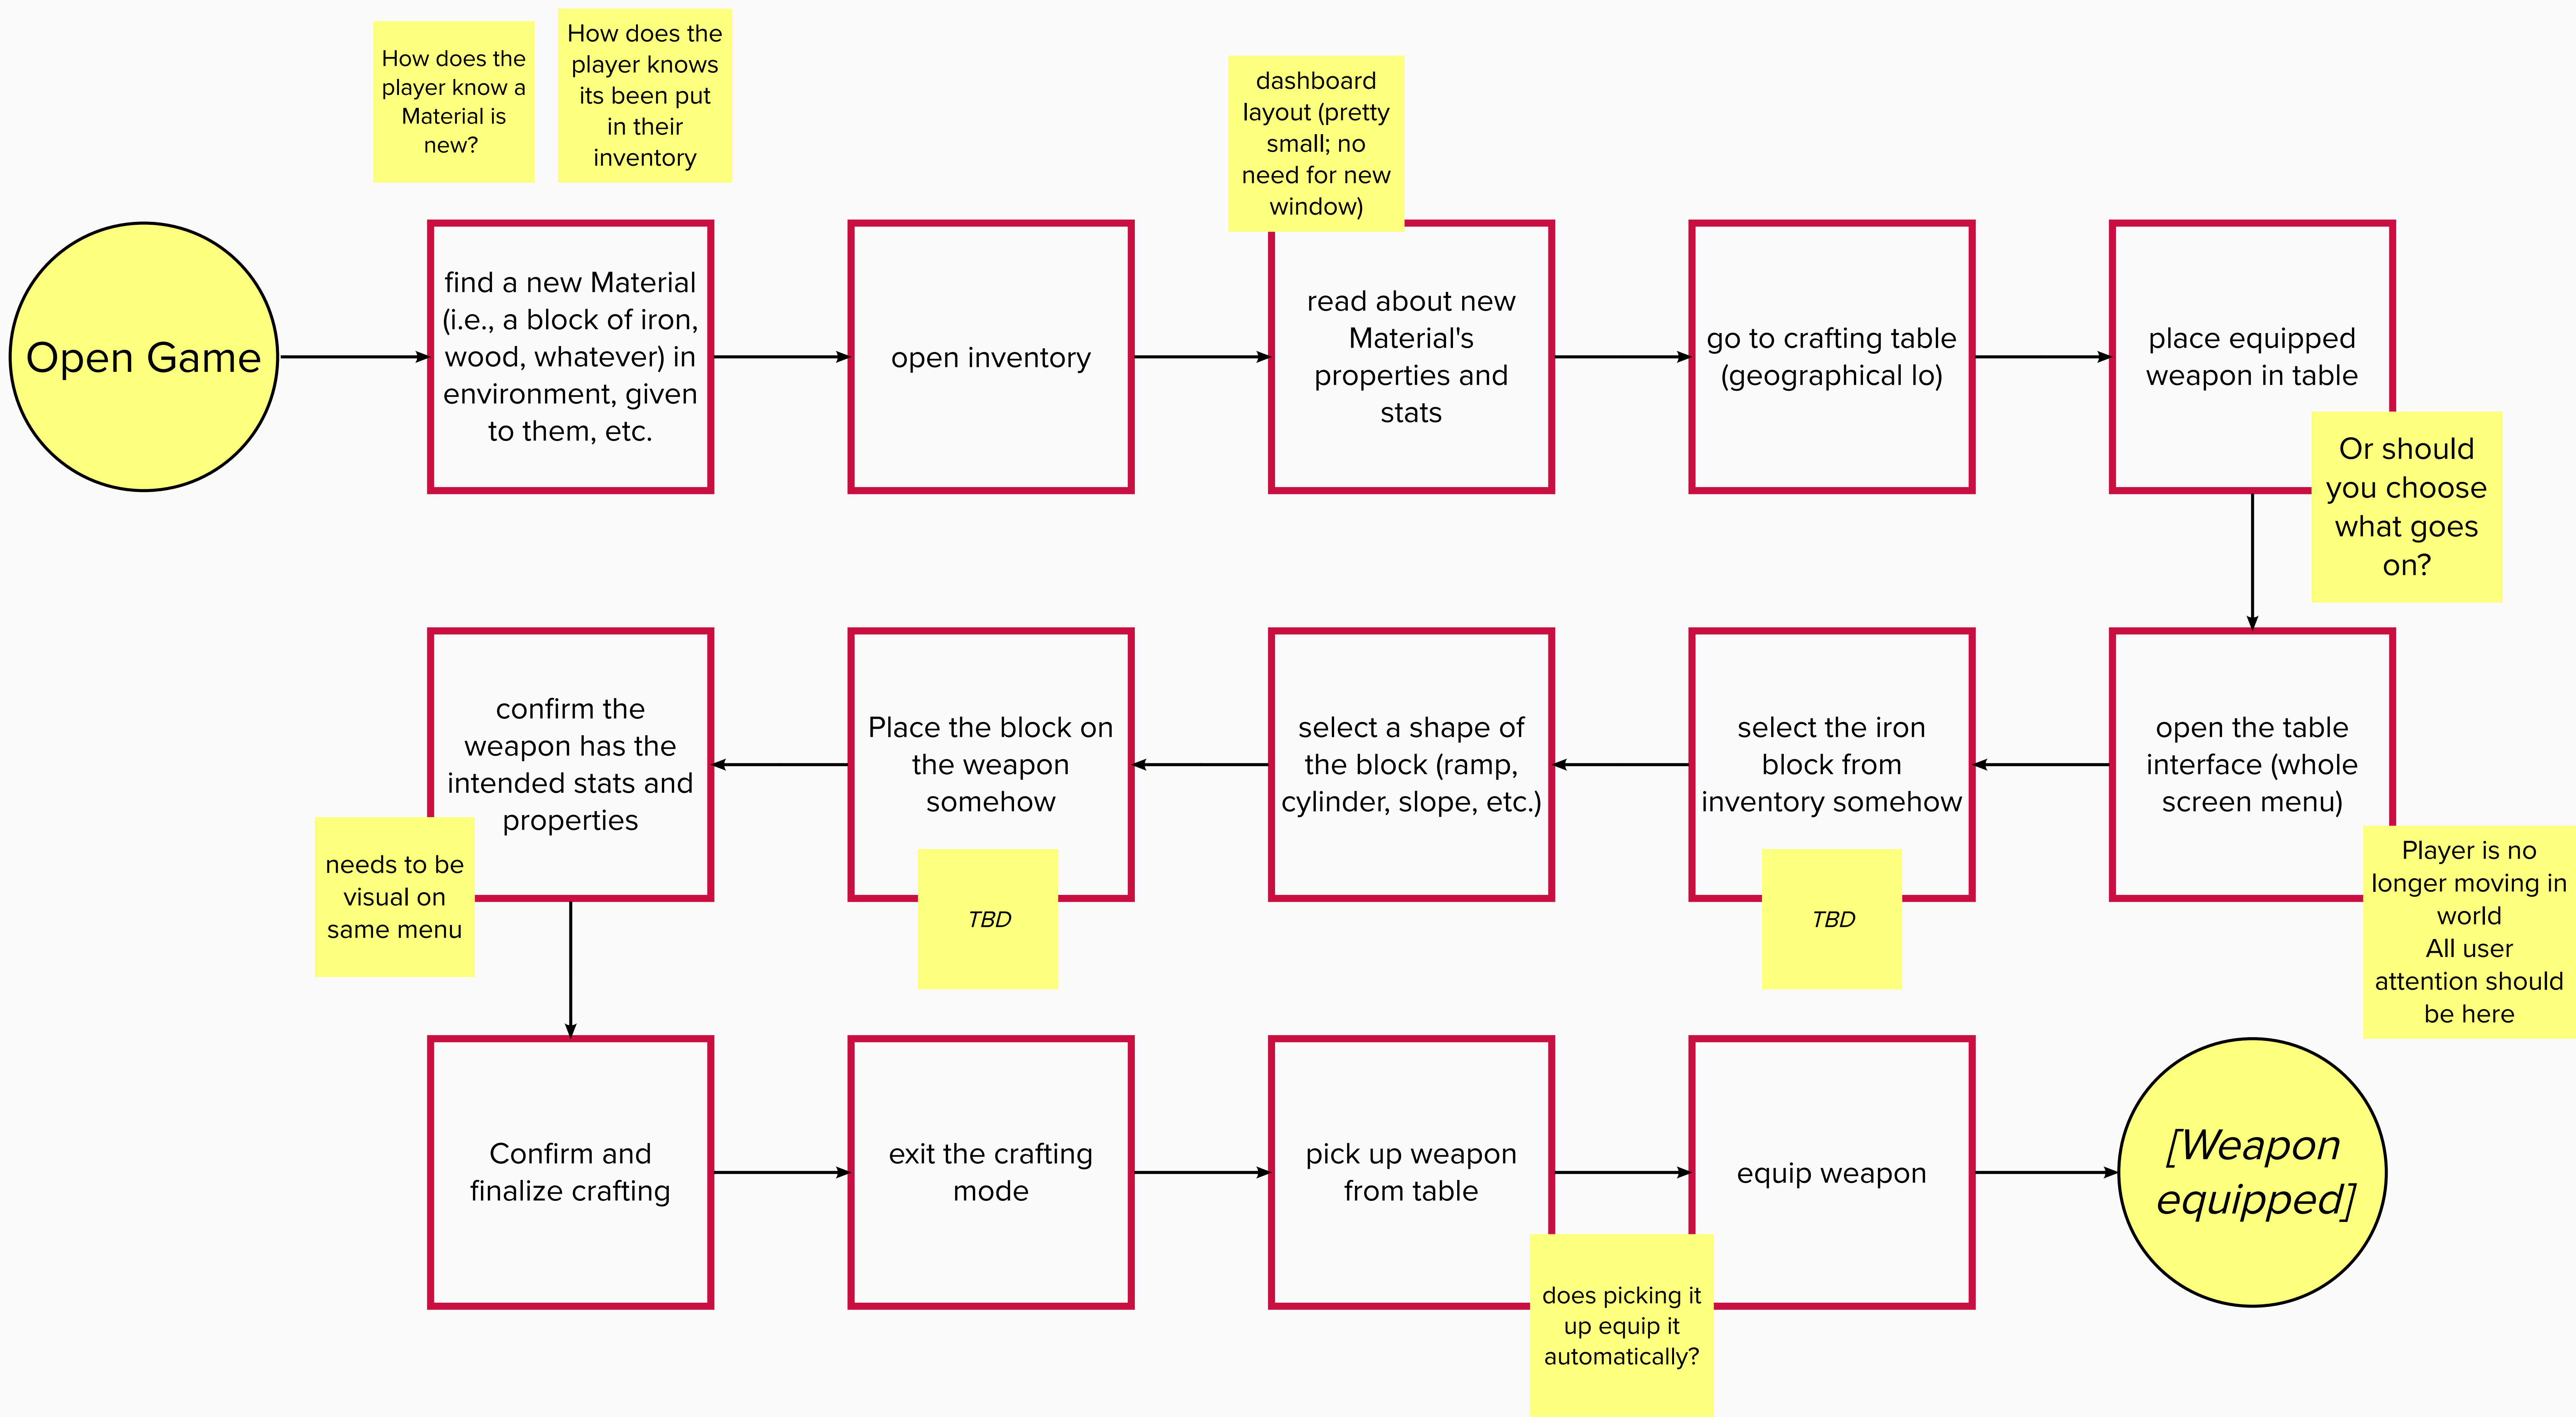 How does the
player know a
Material is
new?
How does the
player knows
its been put
in their
inventory
dashboard
layout (pretty
small; no
need for new
window)
Open Game
find a new Material
(i.e., a block of iron,
wood, whatever) in
environment, given
to them, etc.
open inventory
read about new
Material's
properties and
stats
go to crafting table
(geographical lo)
place equipped
weapon in table
Or should
you choose
what goes
on?
open the table
interface (whole
screen menu)
Player is no
longer moving in
world
All user
attention should
be here
select the iron
block from
inventory somehow
TBD
select a shape of
the block (ramp,
cylinder, slope, etc.)
Place the block on
the weapon
somehow
TBD
confirm the
weapon has the
intended stats and
properties
needs to be
visual on
same menu
Confirm and
finalize crafting
exit the crafting
mode
pick up weapon
from table
does picking it
up equip it
automatically?
equip weapon
[Weapon
equipped]